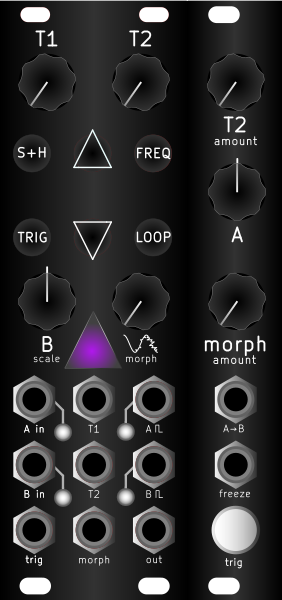 T1 T2
T2
amount
S+H FREQ
TRIG LOOP
A
B
scale morph
morph
amount
A in T1 A
A→B
B in T2 B
freeze
trig morph out
trig